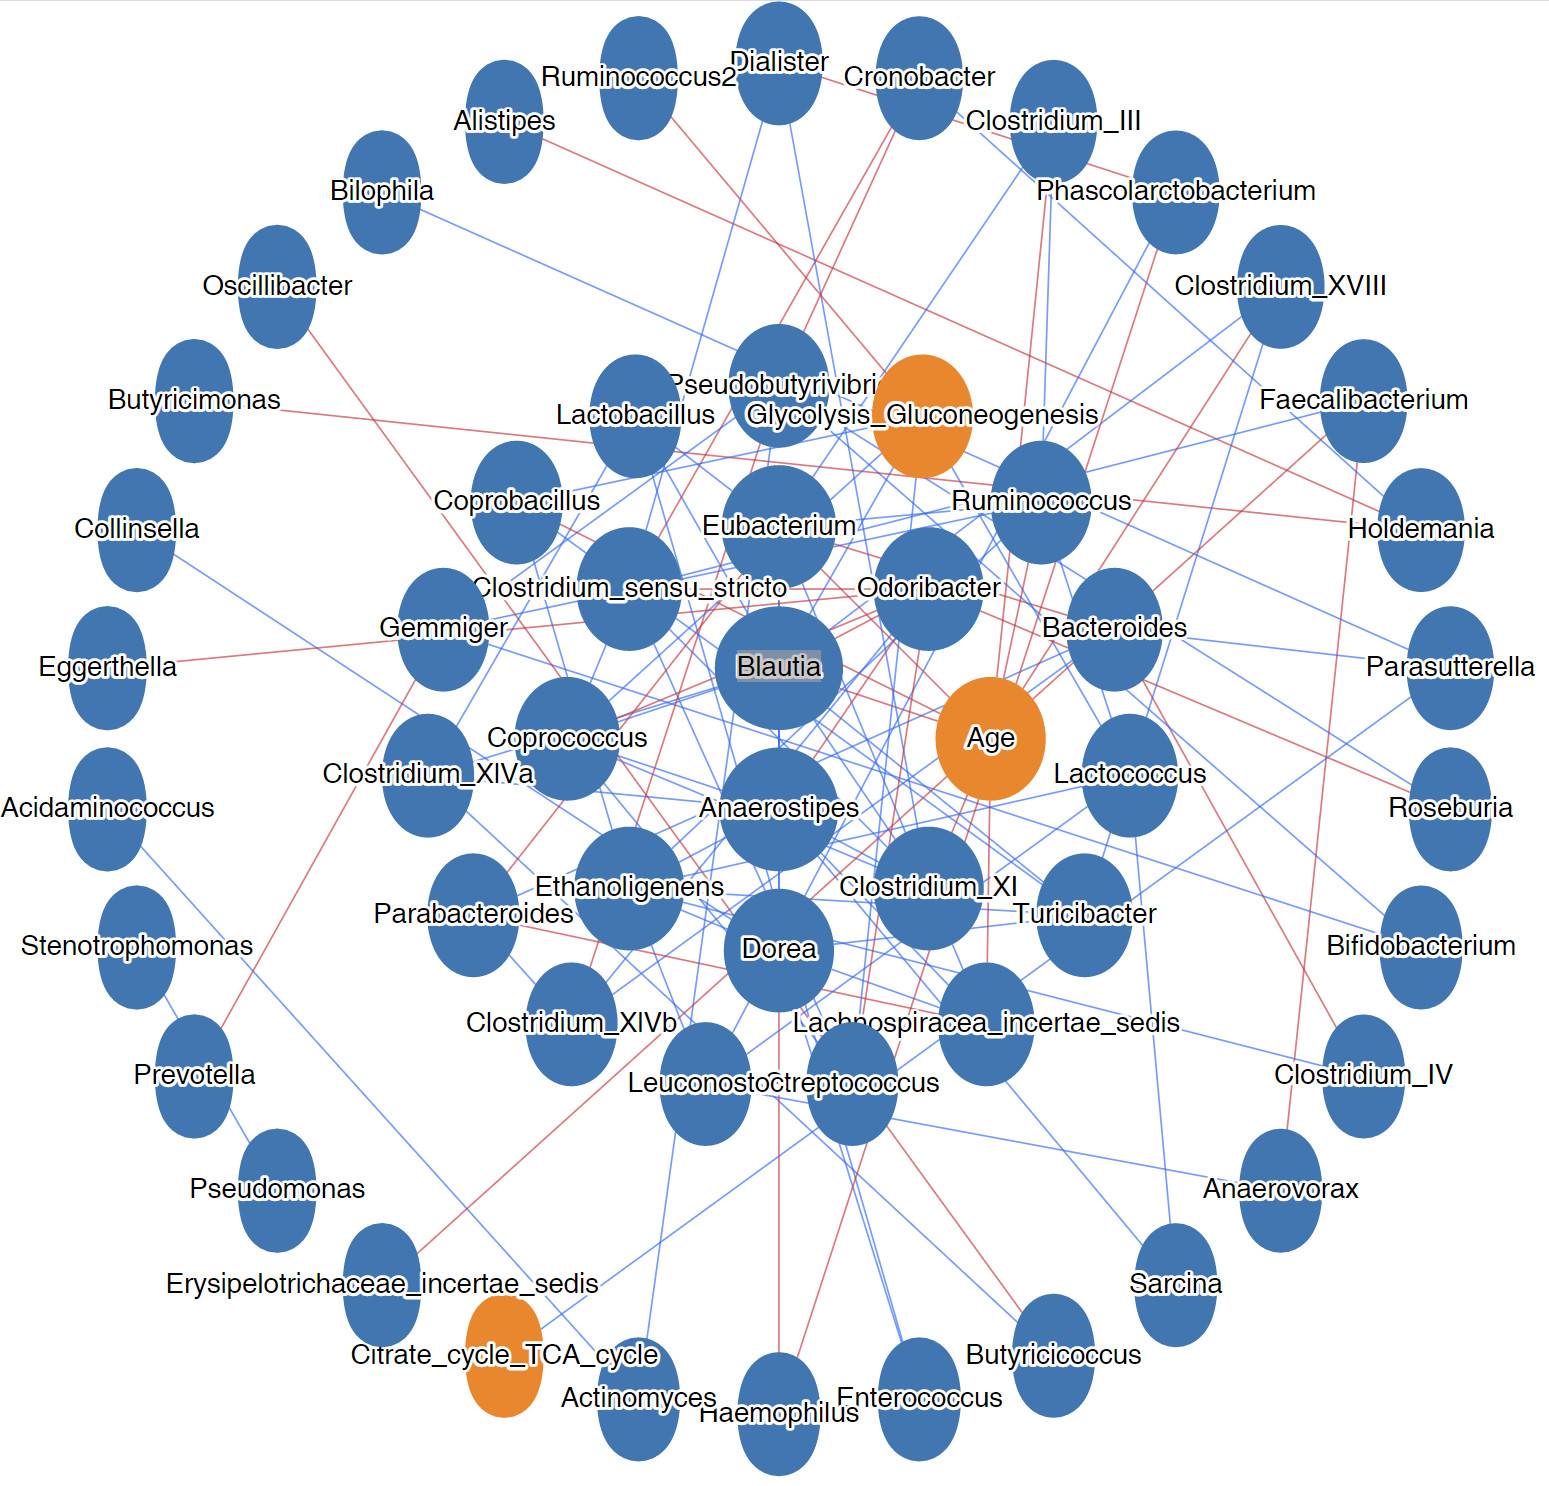 Dialister
Ruminococcus2
Cronobacter
Alistipes
Clostridium_III
Bilophila
Phascolarctobacterium
Oscillibacter
Clostridium_XVIII
Pseudobutyrivibri
Butyricimonas
Faecalibacterium
Lactobacillus
Glycolysis_Gluconeogenesis
Coprobacillus
Ruminococcus
Collinsella
Eubacterium
Holdemania
Clostridium_sensu_stricto
Odoribacter
Gemmiger
Bacteroides
Eggerthella
Blautia
Parasutterella
Coprococcus
Age
Clostridium_XIVa
Lactococcus
Acidaminococcus
Anaerostipes
Roseburia
Ethanoligenens
Clostridium_XI
Parabacteroides
Turicibacter
Stenotrophomonas
Dorea
Bifidobacterium
Clostridium_XIVb
Lachnospiracea_incertae_sedis
Prevotella
Leuconostoc
Streptococcus
Clostridium_IV
Pseudomonas
Anaerovorax
Erysipelotrichaceae_incertae_sedis
Sarcina
Citrate_cycle_TCA_cycle
Butyricicoccus
Actinomyces
Haemophilus
Enterococcus